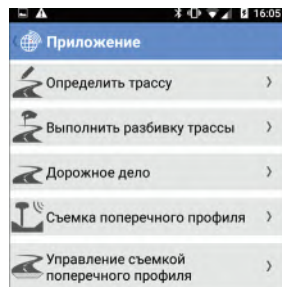 16:05
Приложение
Определить трассу
Выполнить разбивку трассы
Дорожное дело
Съемка поперечного профиля
Управление съемкой
поперечного профиля